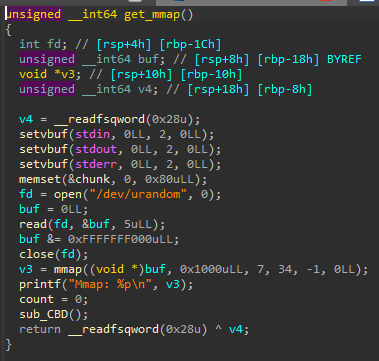 unsigned __int64 get_mmap()
{
  int fd; // [rsp+4h] [rbp-1Ch]
  unsigned __int64 buf; // [rsp+8h] [rbp-18h] BYREF
  void *v3; // [rsp+10h] [rbp-10h]
  unsigned __int64 v4; // [rsp+18h] [rbp-8h]

  v4 = __readfsqword(0x28u);
  setvbuf(stdin, 0LL, 2, 0LL);
  setvbuf(stdout, 0LL, 2, 0LL);
  setvbuf(stderr, 0LL, 2, 0LL);
  memset(&chunk, 0, 0x80uLL);
  fd = open("/dev/urandom", 0);
  buf = 0LL;
  read(fd, &buf, 5uLL);
  buf &= 0xFFFFFFF000uLL;
  close(fd);
  v3 = mmap((void *)buf, 0x1000uLL, 7, 34, -1, 0LL);
  printf("Mmap: %p\n", v3);
  count = 0;
  sub_CBD();
  return __readfsqword(0x28u) ^ v4;
}